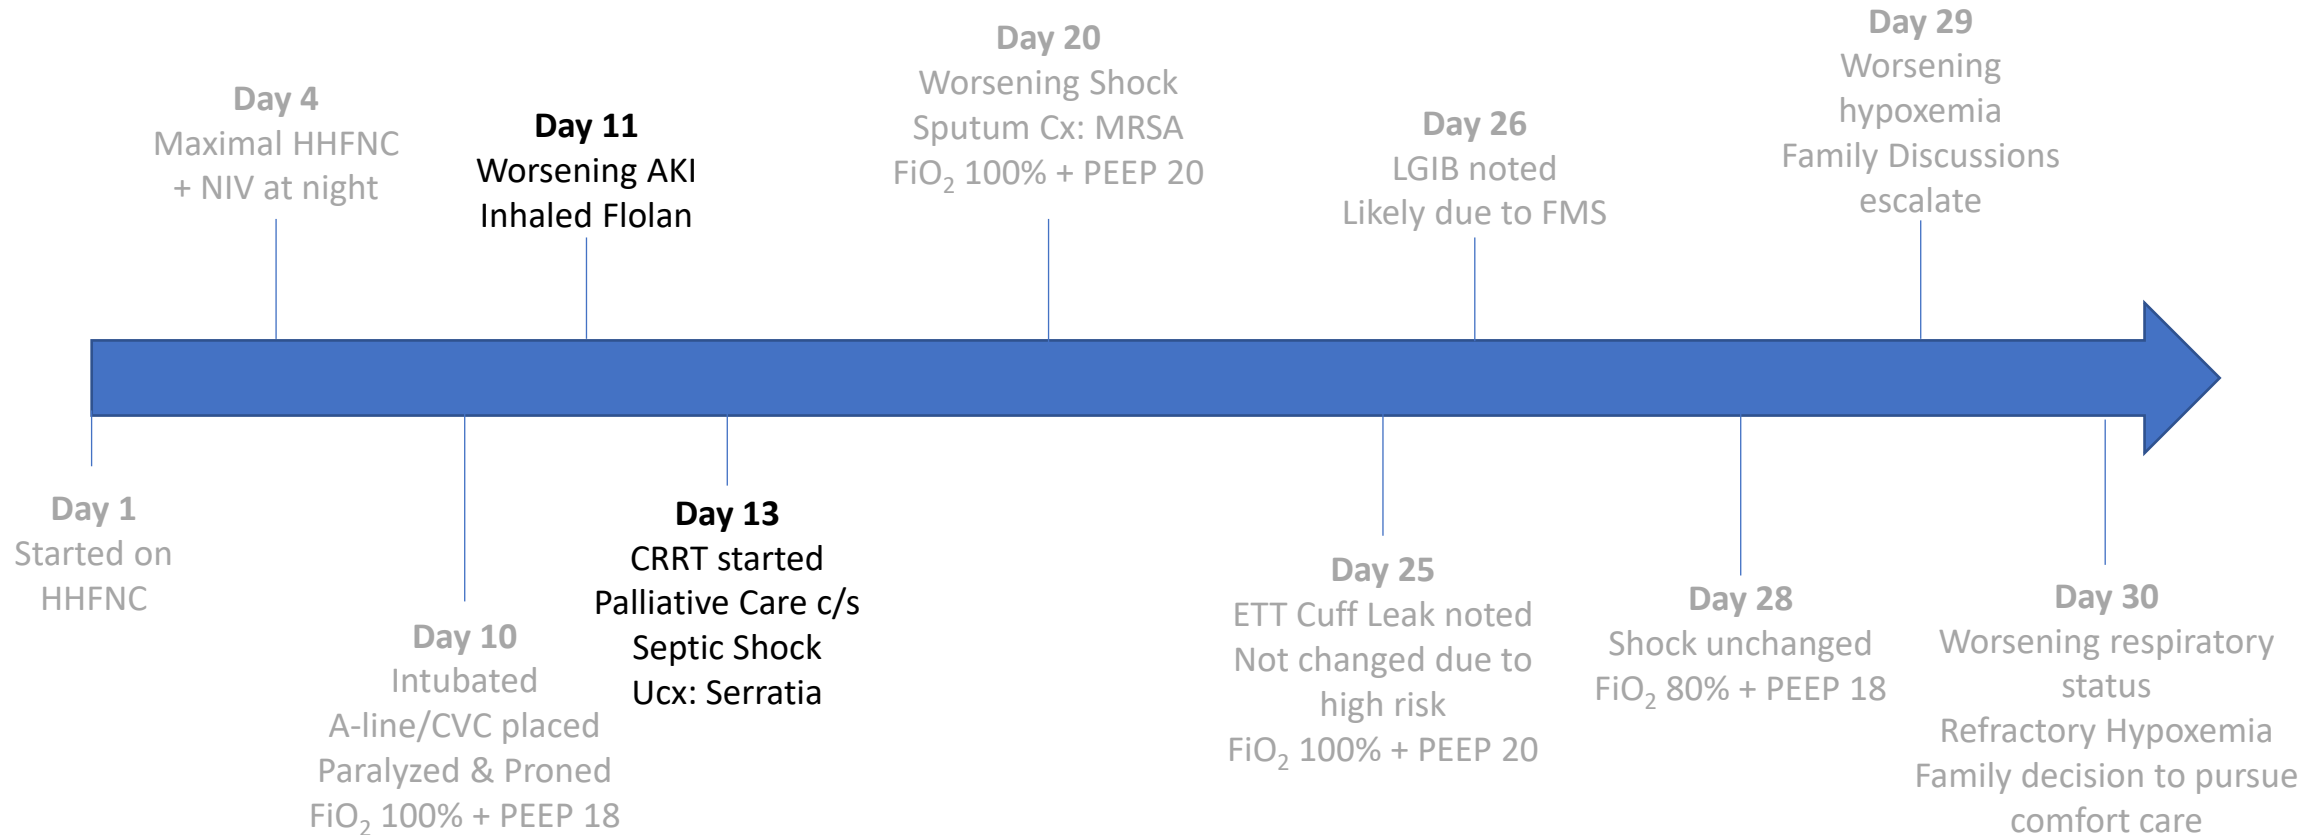 Day 1
Started on
HHFNC
Day 4
Maximal HHFNC
+ NIV at night
Day 10
Intubated
A-line/CVC placed
Paralyzed & Proned
FiO₂ 100% + PEEP 18
Day 11
Worsening AKI
Inhaled Flolan
Day 13
CRRT started
Palliative Care c/s
Septic Shock
Ucx: Serratia
Day 20
Worsening Shock
Sputum Cx: MRSA
FiO₂ 100% + PEEP 20
Day 25
ETT Cuff Leak noted
Not changed due to
high risk
FiO₂ 100% + PEEP 20
Day 26
LGIB noted
Likely due to FMS
Day 28
Shock unchanged
FiO₂ 80% + PEEP 18
Day 29
Worsening
hypoxemia
Family Discussions
escalate
Day 30
Worsening respiratory
status
Refractory Hypoxemia
Family decision to pursue
comfort care